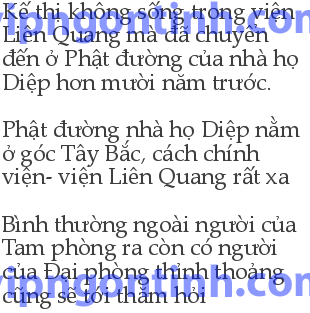 Kế thị không sống trong viện
Liên Quang mà đã chuyển
đến ở Phật đường của nhà họ
Diệp hơn mười năm trước.
Phật đường nhà họ Diệp nằm
ở góc Tây Bắc, cách chính
viện- viện Liên Quang rất xa
Bình thường ngoài người của
Tam phòng ra còn có người
của Đại phòng thỉnh thoảng
cũng sẽ tới thăm hỏi
vipngontinh.com